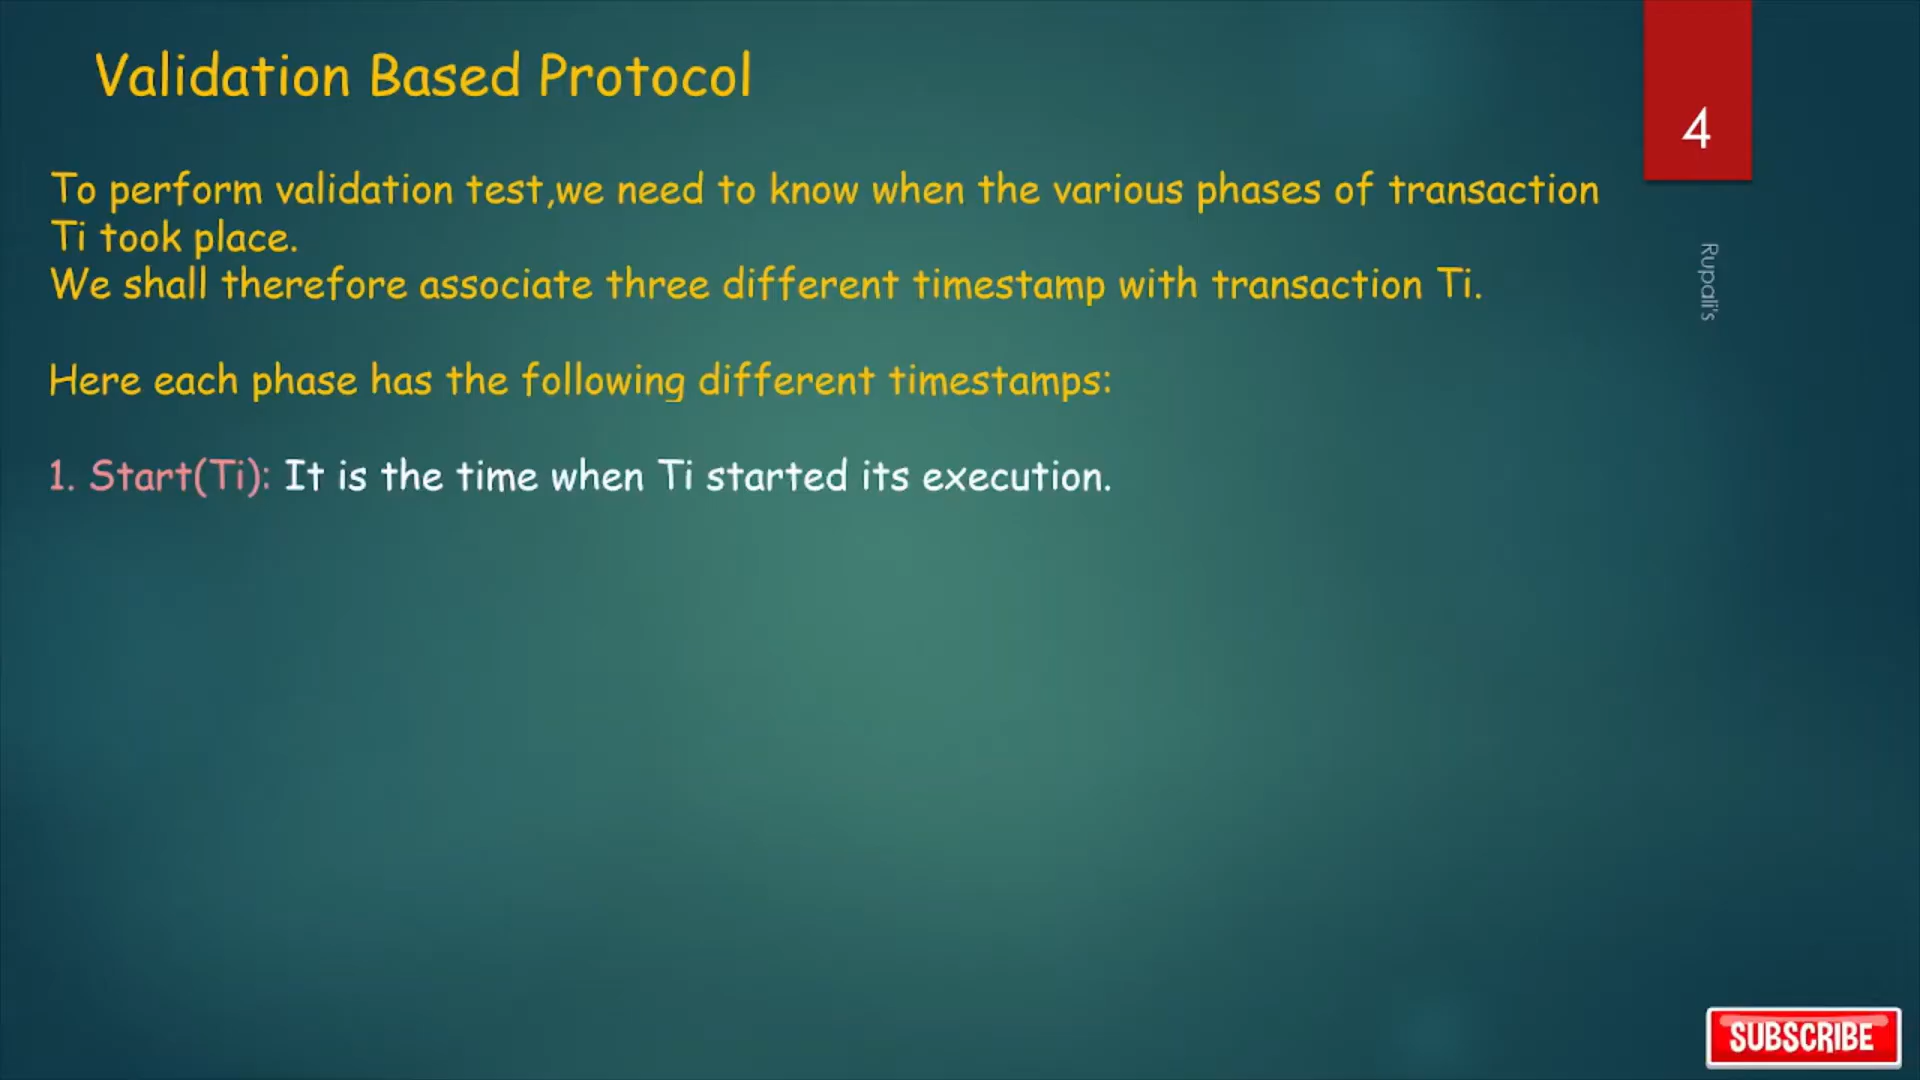 Validation Based Protocol
4
To perform validation test,we need to know when the various phases of transaction
Ti took place.
We shall therefore associate three different timestamp with transaction Ti.
Rupali's
Here each phase has the following different timestamps:
1. Start(Ti): It is the time when Ti started its execution.
SUBSCRIBE